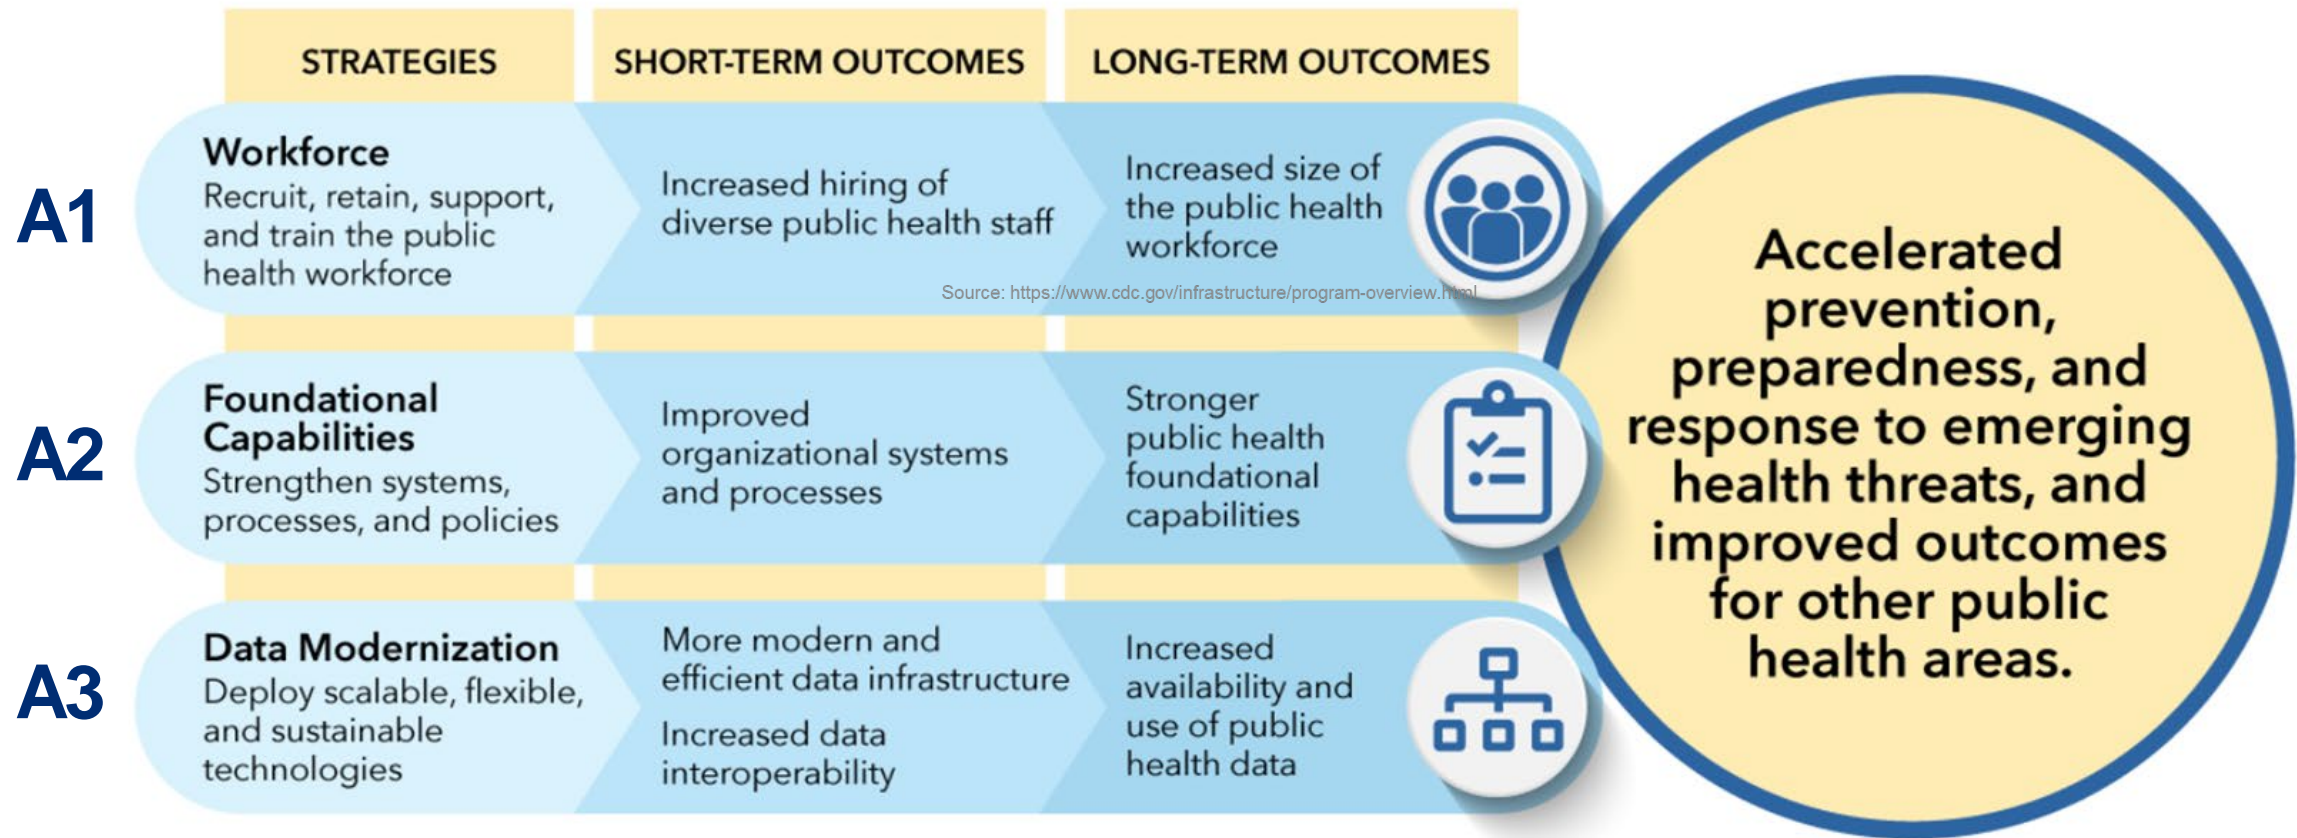 STRATEGIES
SHORT-TERM OUTCOMES
LONG-TERM OUTCOMES
A1
Workforce
Recruit, retain, support,
and train the public
health workforce
Increased hiring of
diverse public health staff
Increased size of
the public health
workforce
Source: https://www.cdc.gov/infrastructure/program-overview.html
A2
Foundational
Capabilities
Strengthen systems,
processes, and policies
Improved
organizational systems
and processes
Stronger
public health
foundational
capabilities
A3
Data Modernization
Deploy scalable, flexible,
and sustainable
technologies
More modern and
efficient data infrastructure
Increased data
interoperability
Increased
availability and
use of public
health data
Accelerated
prevention,
preparedness, and
response to emerging
health threats, and
improved outcomes
for other public
health areas.